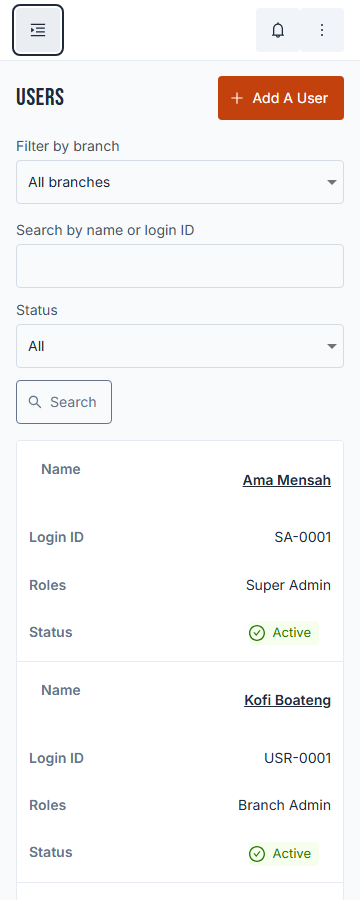 USERS
Add A User
Filter by branch
All branches
Search by name or login ID
Status
All
Search
Name
Ama Mensah
Login ID
SA-0001
Roles
Super Admin
Status
Active
Name
Kofi Boateng
Login ID
USR-0001
Roles
Branch Admin
Status
Active